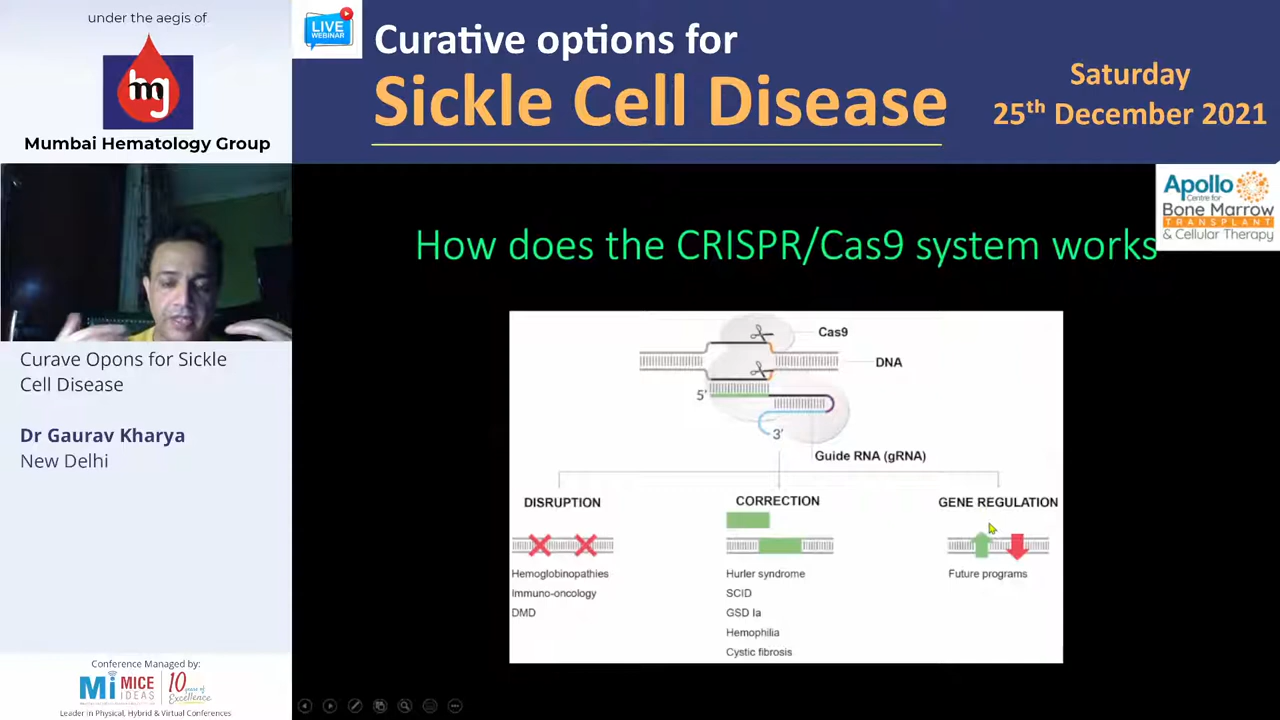 under the aegis of
mg
Mumbai Hematology Group
LIVE
WEBINAR
Curative options for
Sickle Cell Disease
Saturday
25th December 2021
Apollo
Centre for
Bone Marrow
TRANSPLANT
& Cellular Therapy
Curave Opons for Sickle
Cell Disease
Dr Gaurav Kharya
New Delhi
How does the CRISPR/Cas9 system works
Cas9
DNA
5'
3'
Guide RNA (gRNA)
DISRUPTION
Hemoglobinopathies
Immuno-oncology
DMD
CORRECTION
Hurler syndrome
SCID
GSD Ia
Hemophilia
Cystic fibrosis
GENE REGULATION
Future programs
Conference Managed by:
Mi MICE
IDEAS
10 years of
Excellence
Leader in Physical, Hybrid & Virtual Conferences